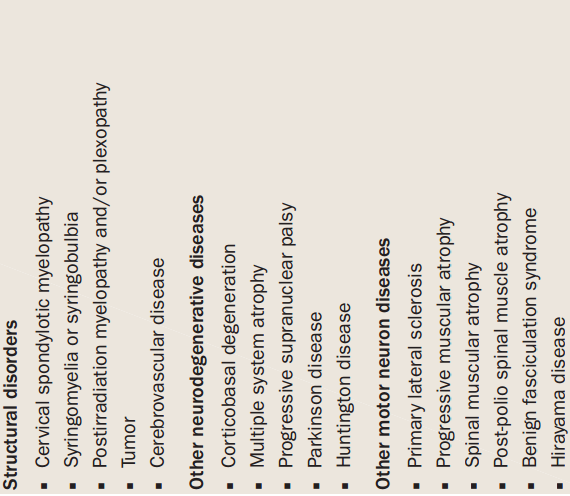 Structural disorders
▪ Cervical spondylotic myelopathy
▪ Syringomyelia or syringobulbia
▪ Postirradiation myelopathy and/or plexopathy
▪ Tumor
▪ Cerebrovascular disease
Other neurodegenerative diseases
▪ Corticobasal degeneration
▪ Multiple system atrophy
▪ Progressive supranuclear palsy
▪ Parkinson disease
▪ Huntington disease
Other motor neuron diseases
▪ Primary lateral sclerosis
▪ Progressive muscular atrophy
▪ Spinal muscular atrophy
▪ Post-polio spinal muscle atrophy
▪ Benign fasciculation syndrome
▪ Hirayama disease